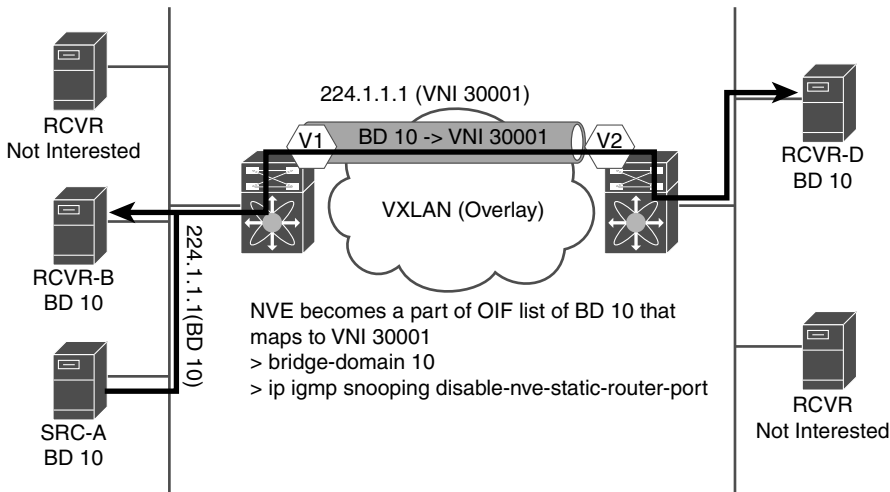 RCVR
Not Interested
RCVR-B
BD 10
SRC-A
BD 10
224.1.1.1(BD 10)
224.1.1.1 (VNI 30001)
V1
BD 10 -> VNI 30001
V2
VXLAN (Overlay)
NVE becomes a part of OIF list of BD 10 that
maps to VNI 30001
> bridge-domain 10
> ip igmp snooping disable-nve-static-router-port
RCVR-D
BD 10
RCVR
Not Interested